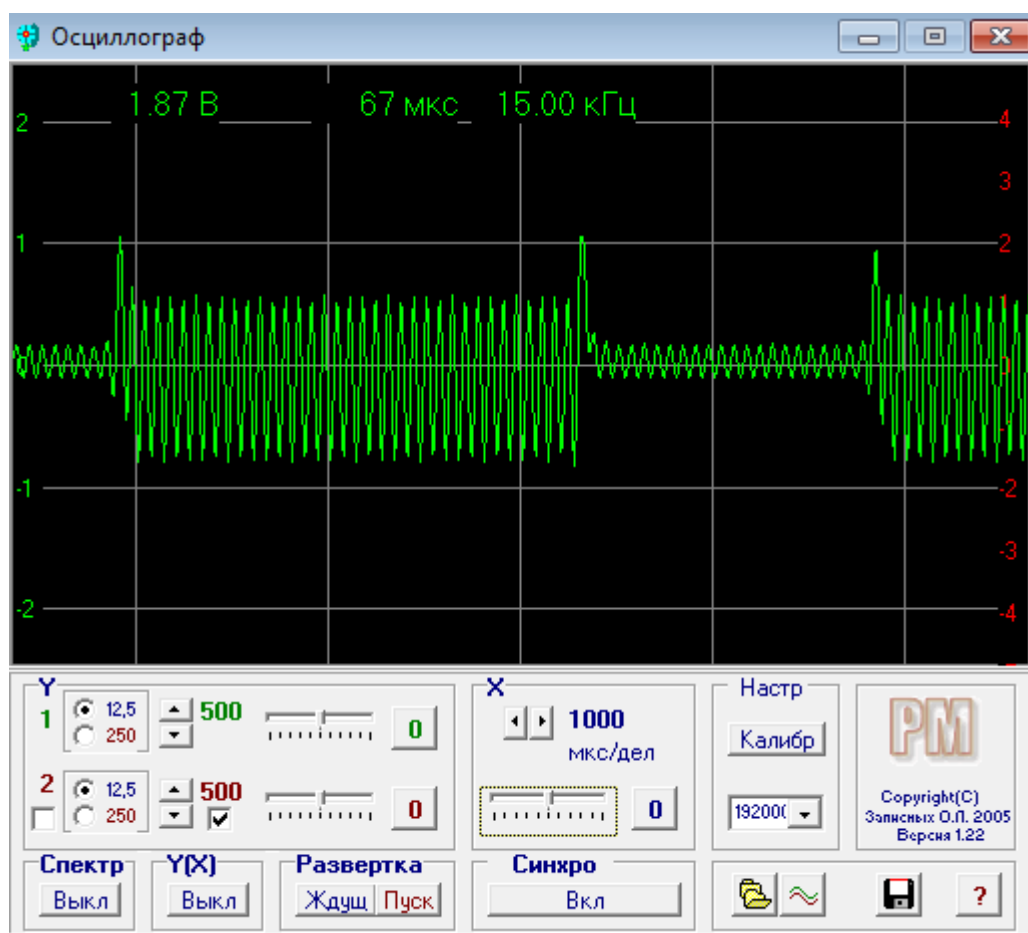 Осциллограф
1.87 В 67 мкс 15.00 кГц
2
1
0
-1
-2
4
3
2
0
-2
-3
-4
Y
1 12,5 250 500 0
2 12,5 250 500 0
X
1000
мкс/дел
0
Настр
Калибр
192000
PM
Copyright(C)
Записных О.Л. 2005
Версия 1.22
Спектр
Выкл
Y(X)
Выкл
Развертка
Ждущ Пуск
Синхро
Вкл
?